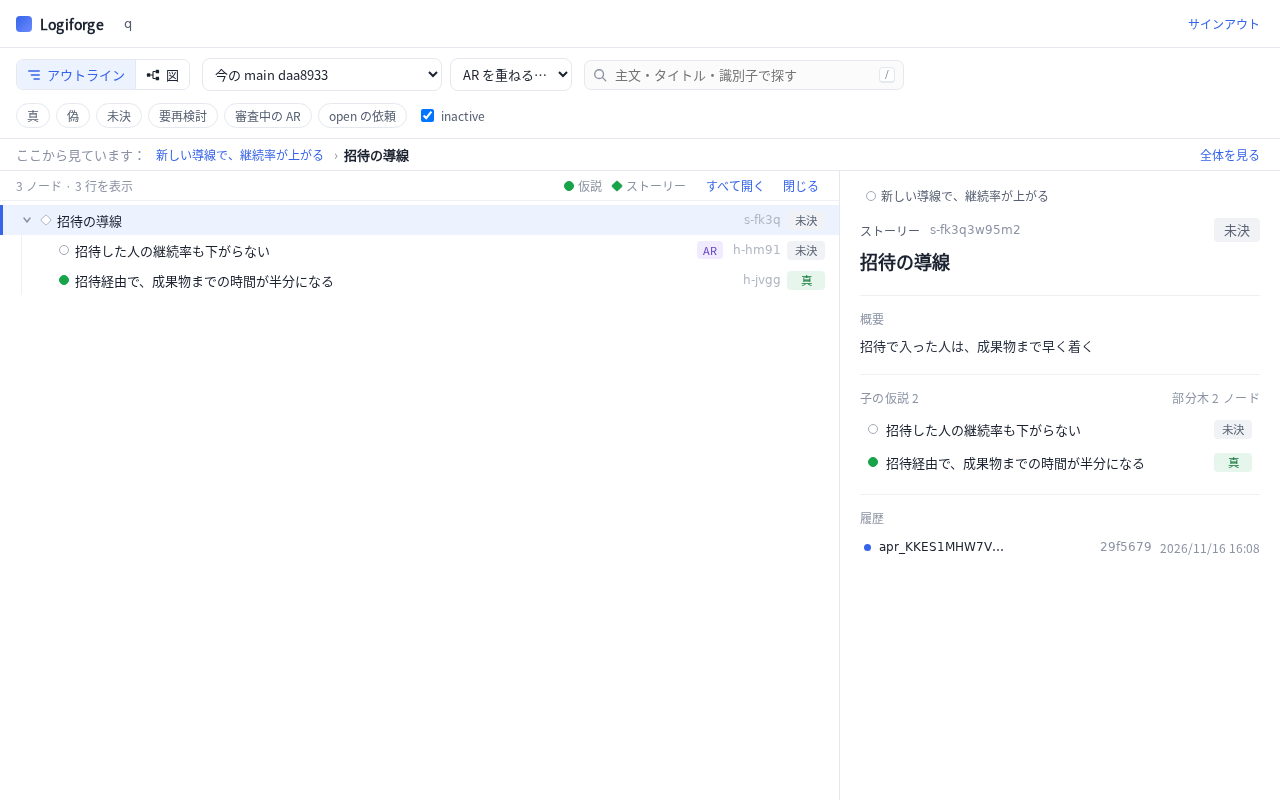 Logiforge q サインアウト
アウトライン 図 今の main daa8933 AR を重ねる… 主文・タイトル・識別子で探す /
真 偽 未決 要再検討 審査中の AR open の依頼 inactive
ここから見ています： 新しい導線で、継続率が上がる › 招待の導線 全体を見る
3 ノード · 3 行を表示 仮説 ストーリー すべて開く 閉じる
招待の導線 s-fk3q 未決
招待した人の継続率も下がらない AR h-hm91 未決
招待経由で、成果物までの時間が半分になる h-jvgg 真
新しい導線で、継続率が上がる
ストーリー s-fk3q3w95m2 未決
招待の導線
概要
招待で入った人は、成果物まで早く着く
子の仮説 2 部分木 2 ノード
招待した人の継続率も下がらない 未決
招待経由で、成果物までの時間が半分になる 真
履歴
apr_KKES1MHW7V… 29f5679 2026/11/16 16:08